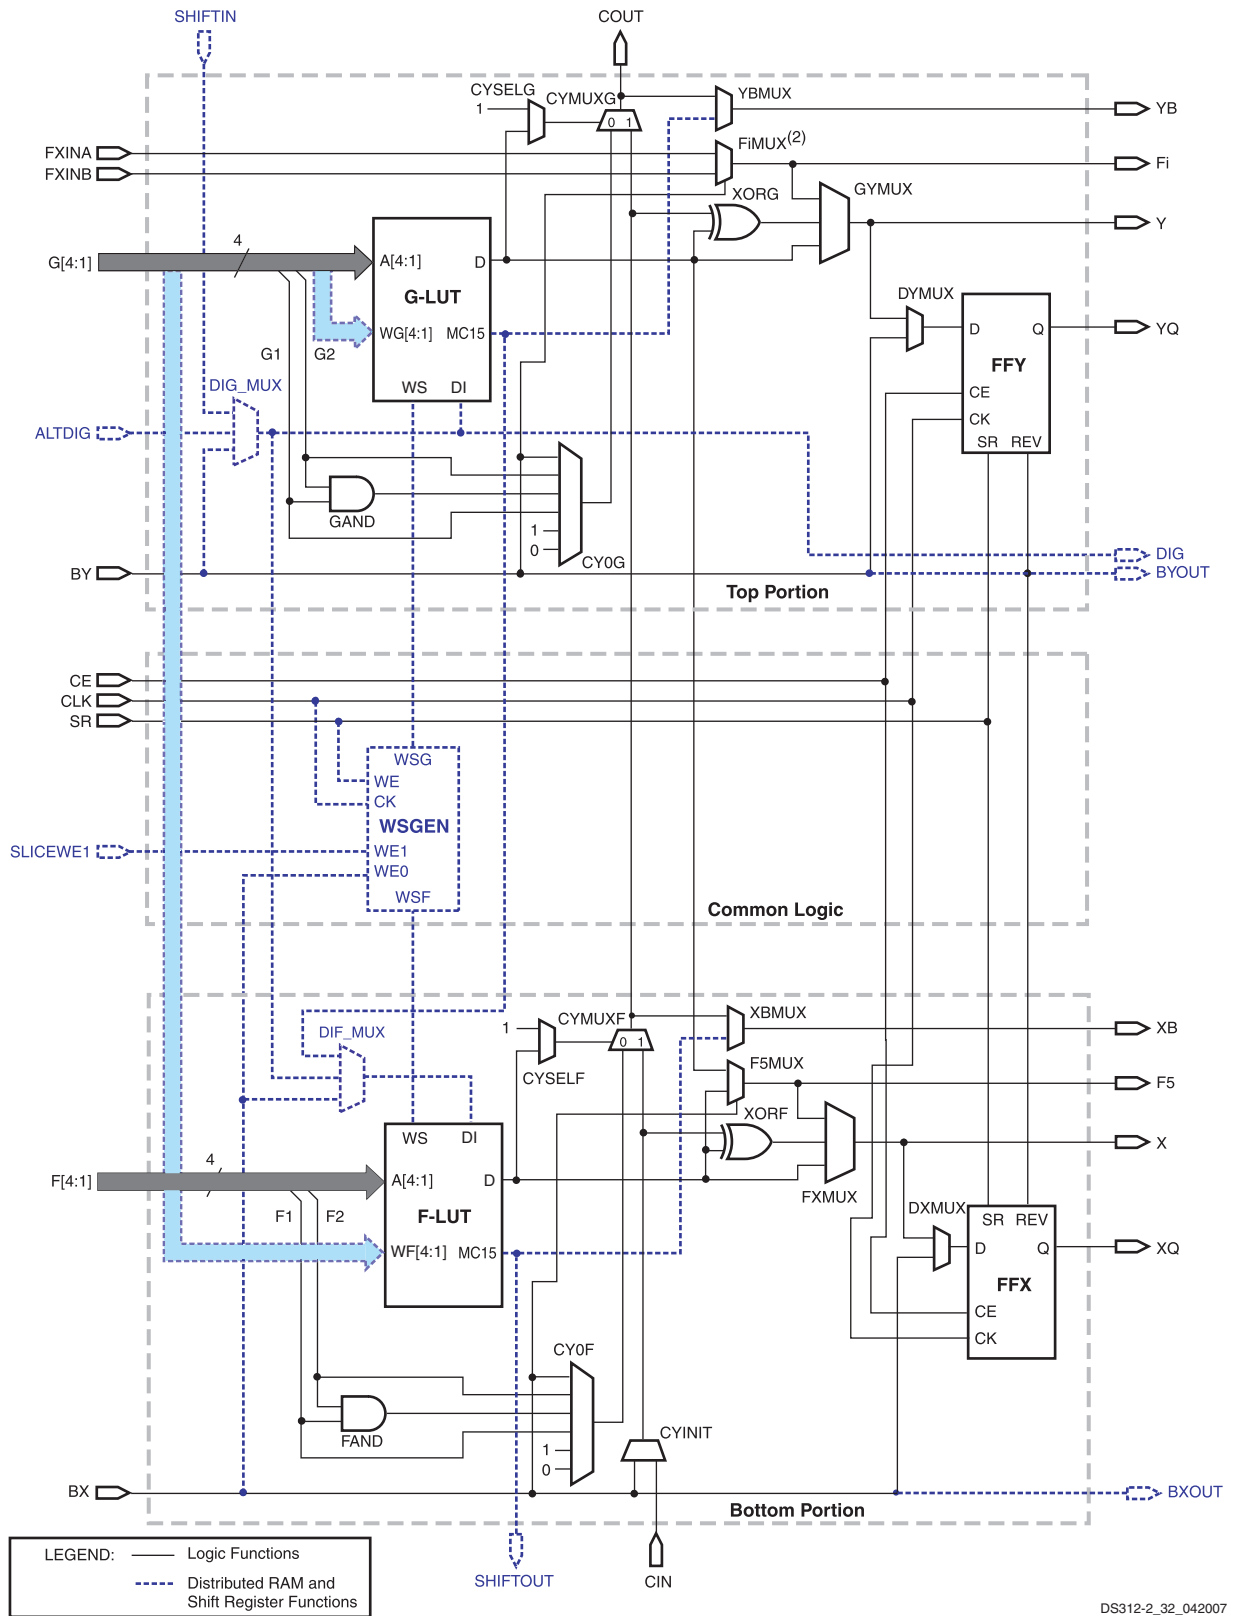 SHIFTIN
COUT
CYSELG
1
CYMUXG
0 1
YBMUX
YB
FXINA
FXINB
FiMUX(2)
Fi
XORG
GYMUX
Y
G[4:1]
4
A[4:1]
D
G-LUT
WG[4:1]
MC15
WS
DI
G1
G2
DYMUX
D
Q
FFY
CE
CK
SR
REV
YQ
DIG_MUX
ALTDIG
GAND
1
0
CY0G
DIG
BY
BYOUT
Top Portion
CE
CLK
SR
WSG
WE
CK
WSGEN
SLICEWE1
WE1
WE0
WSF
Common Logic
DIF_MUX
1
CYMUXF
0 1
CYSELF
XBMUX
XB
F5MUX
F5
XORF
X
FXMUX
WS
DI
F[4:1]
4
A[4:1]
D
F-LUT
WF[4:1]
MC15
F1
F2
DXMUX
SR
REV
D
Q
FFX
CE
CK
XQ
CY0F
FAND
1
0
CYINIT
BX
BXOUT
Bottom Portion
LEGEND:
Logic Functions
Distributed RAM and
Shift Register Functions
SHIFTOUT
CIN
DS312-2_32_042007